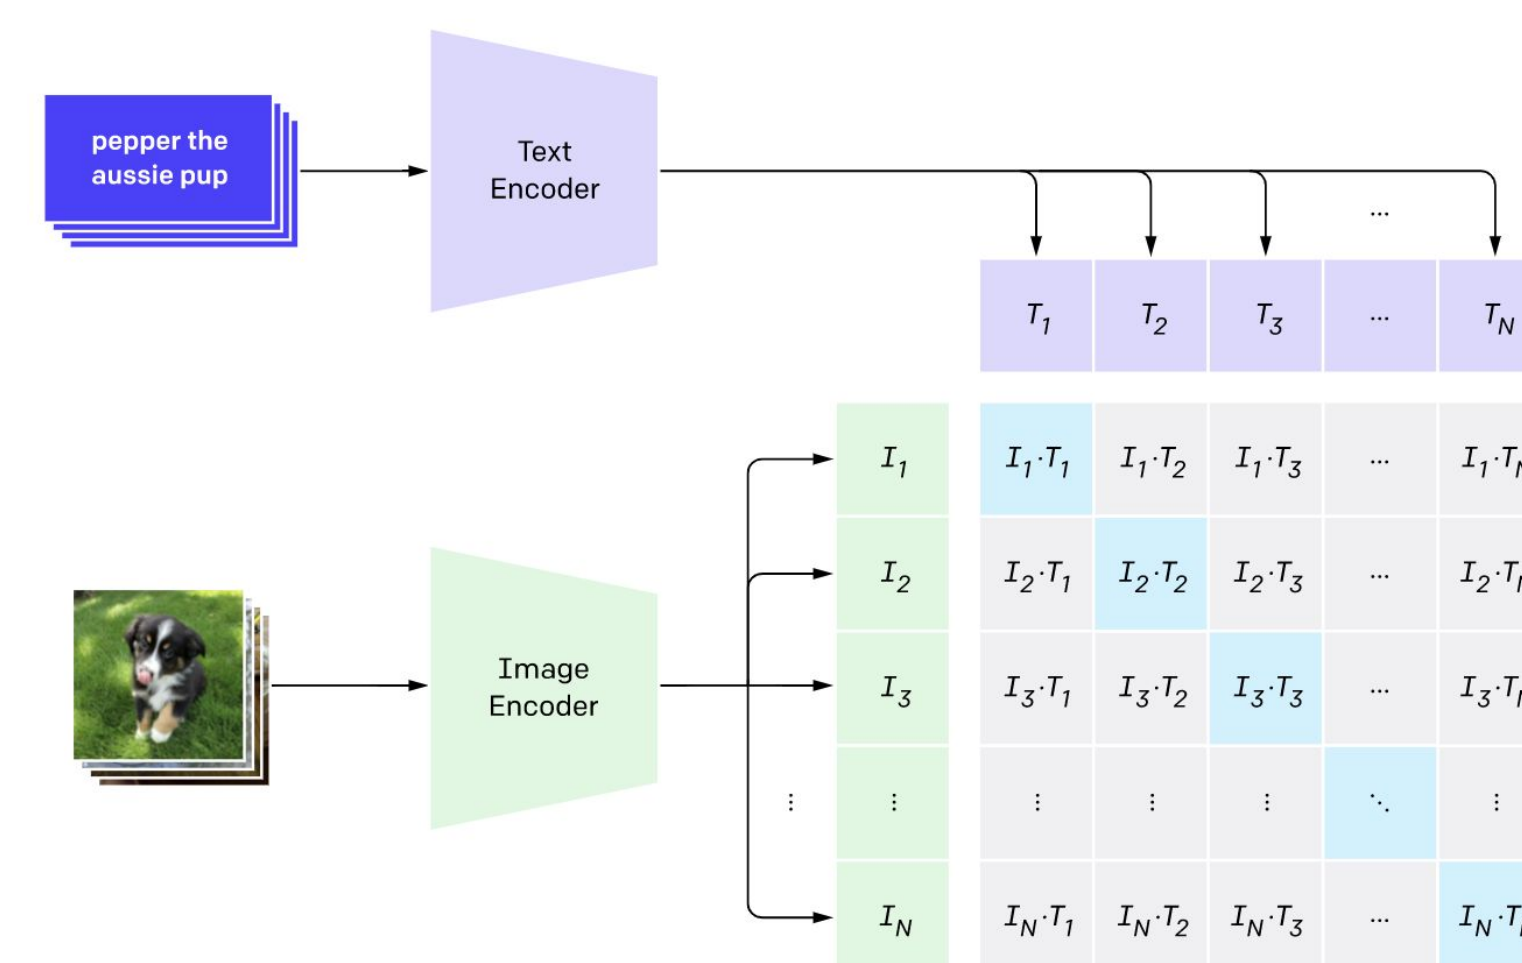 pepper the
aussie pup
Text
Encoder
...
T1 T2 T3 ... TN
I1 I1·T1 I1·T2 I1·T3 ...
I2 I2·T1 I2·T2 I2·T3 ...
Image
Encoder
I3 I3·T1 I3·T2 I3·T3 ...
⋮ ⋮ ⋮ ⋮ ⋮ ⋱ ⋮
IN IN·T1 IN·T2 IN·T3 ...